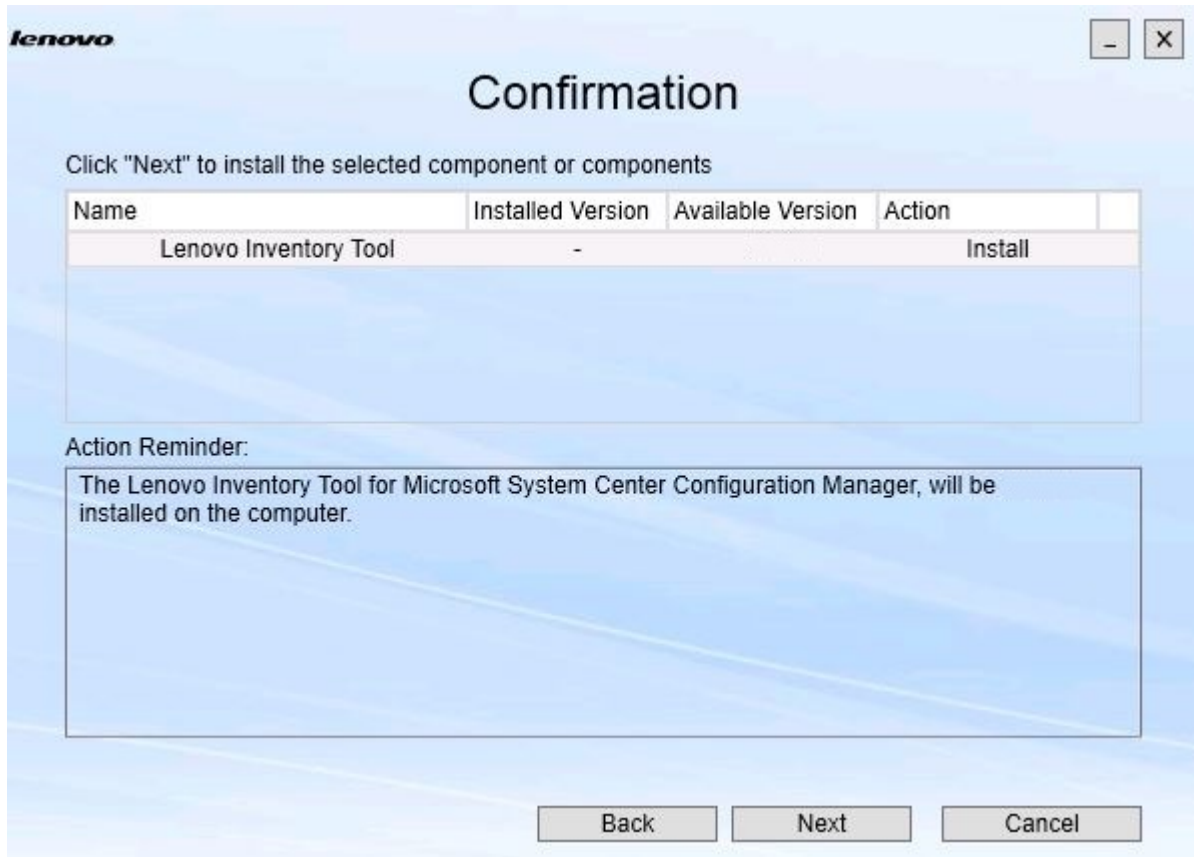 lenovo
_ X
Confirmation
Click "Next" to install the selected component or components
Name Installed Version Available Version Action
Lenovo Inventory Tool - Install
Action Reminder:
The Lenovo Inventory Tool for Microsoft System Center Configuration Manager, will be
installed on the computer.
Back Next Cancel